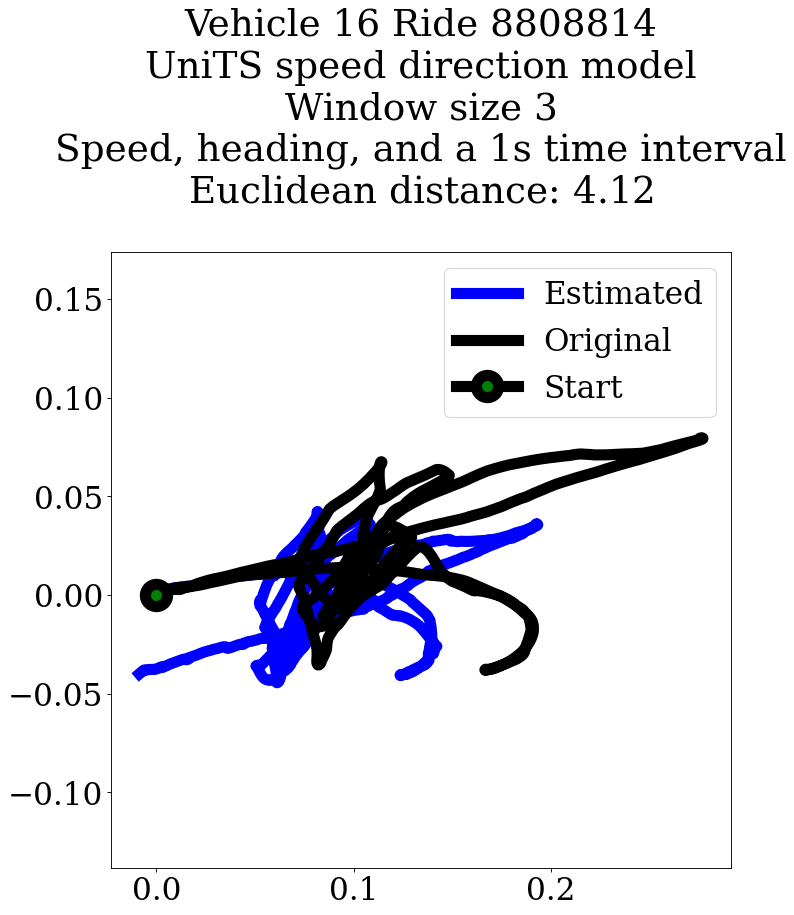 Vehicle 16 Ride 8808814
UniTS speed direction model
Window size 3
Speed, heading, and a 1s time interval
Euclidean distance: 4.12
Estimated
Original
Start
0.15
0.10
0.05
0.00
−0.05
−0.10
0.0 0.1 0.2